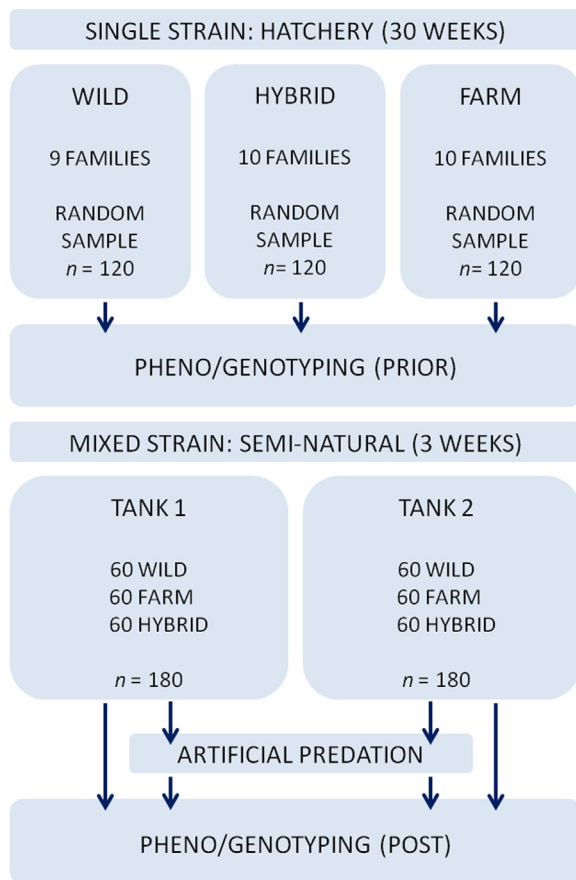 SINGLE STRAIN: HATCHERY (30 WEEKS)
WILD
9 FAMILIES
RANDOM
SAMPLE
n = 120
HYBRID
10 FAMILIES
RANDOM
SAMPLE
n = 120
FARM
10 FAMILIES
RANDOM
SAMPLE
n = 120
PHENO/GENOTYPING (PRIOR)
MIXED STRAIN: SEMI-NATURAL (3 WEEKS)
TANK 1
60 WILD
60 FARM
60 HYBRID
n = 180
TANK 2
60 WILD
60 FARM
60 HYBRID
n = 180
ARTIFICIAL PREDATION
PHENO/GENOTYPING (POST)